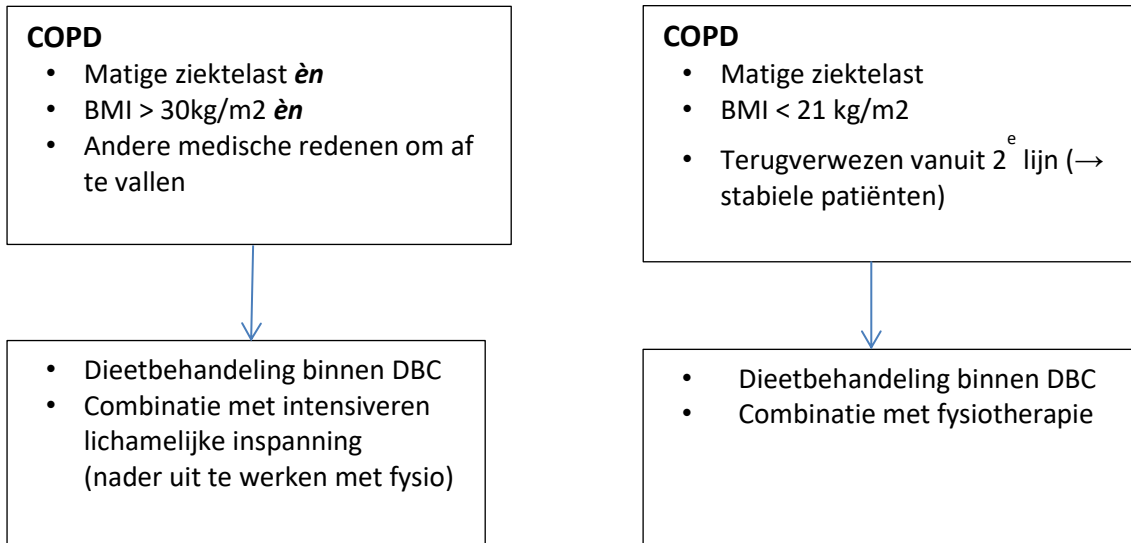 COPD
• Matige ziektelast èn
• BMI > 30kg/m2 èn
• Andere medische redenen om af
te vallen
COPD
• Matige ziektelast
• BMI < 21 kg/m2
• Terugverwezen vanuit 2e lijn (→
stabiele patiënten)
• Dieetbehandeling binnen DBC
• Combinatie met intensiveren
lichamelijke inspanning
(nader uit te werken met fysio)
• Dieetbehandeling binnen DBC
• Combinatie met fysiotherapie